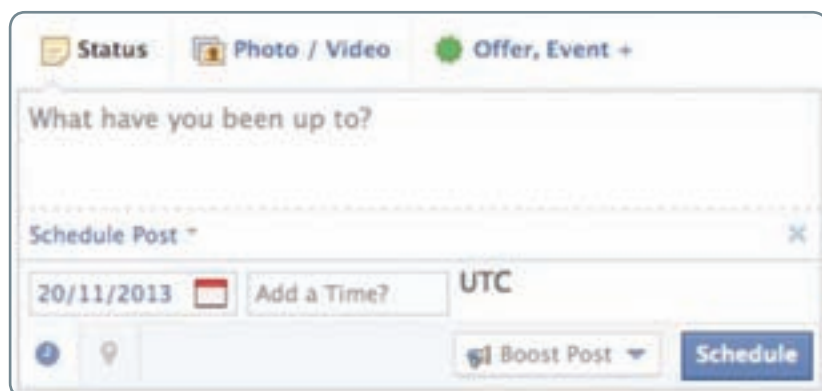 Status Photo / Video Offer, Event +
What have you been up to?
Schedule Post
20/11/2013 Add a Time? UTC
Boost Post Schedule